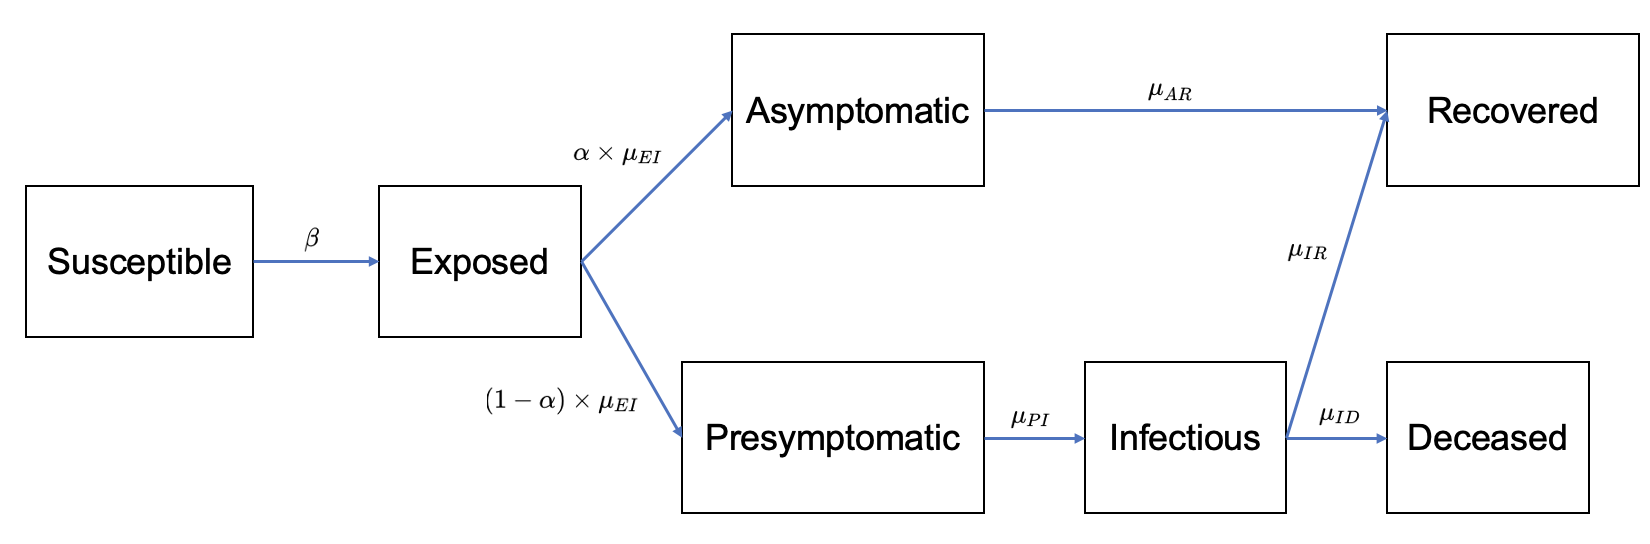 Asymptomatic
μ_AR
Recovered
α × μ_EI
Susceptible
β
Exposed
μ_IR
(1 − α) × μ_EI
Presymptomatic
μ_PI
Infectious
μ_ID
Deceased